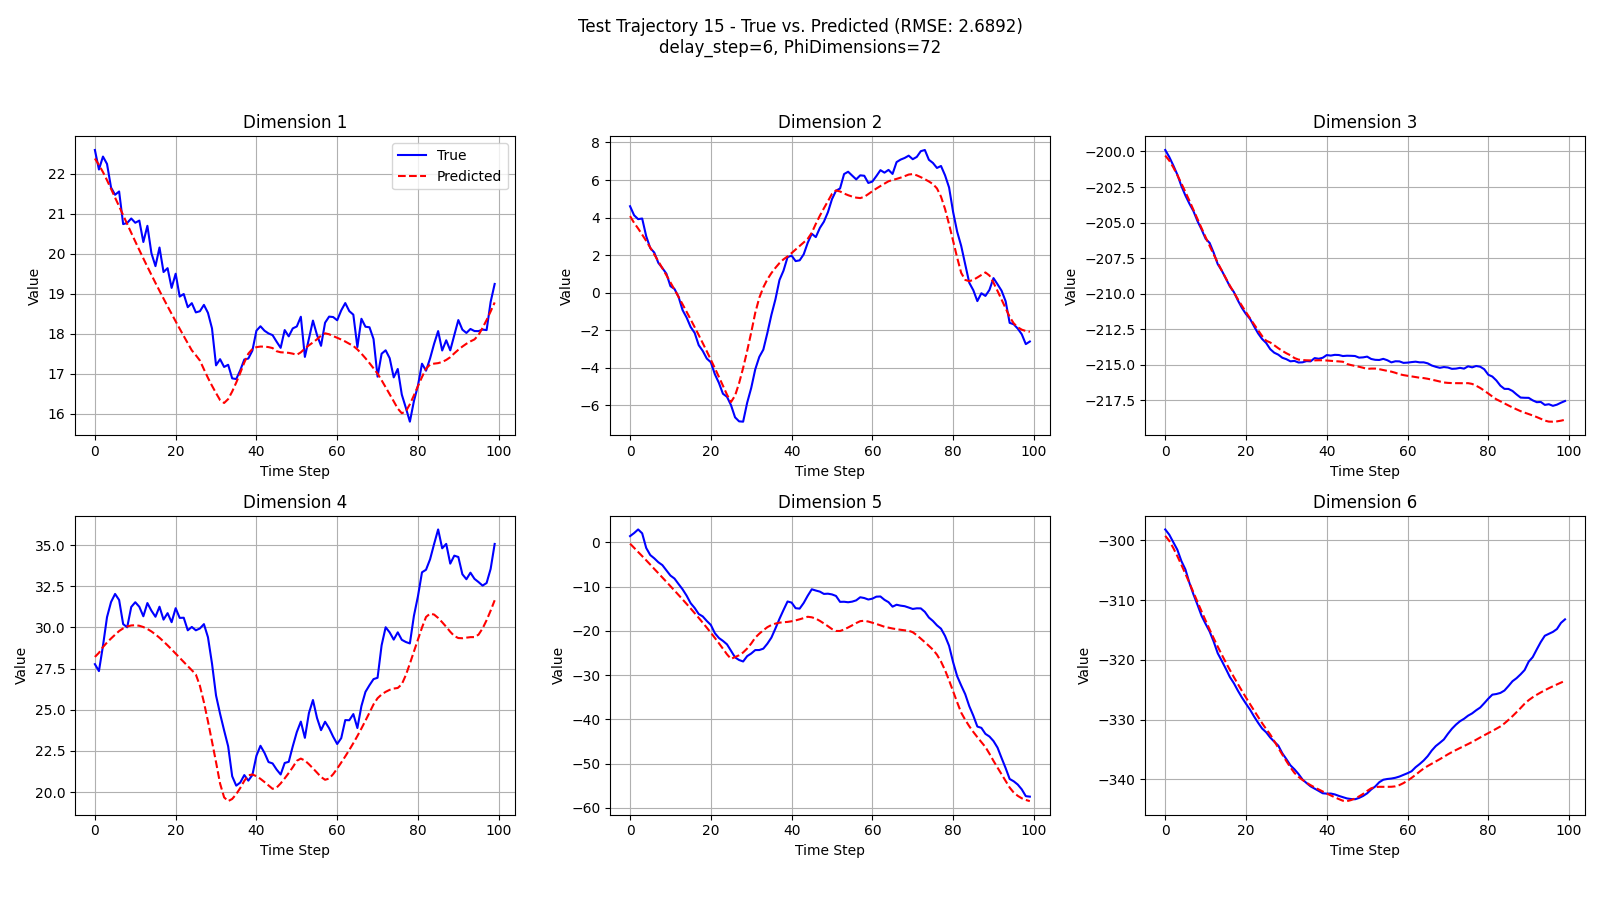 Test Trajectory 15 - True vs. Predicted (RMSE: 2.6892)
delay_step=6, PhiDimensions=72
Dimension 1
Value
22
21
20
19
18
17
16
0 20 40 60 80 100
Time Step
True
Predicted
Dimension 2
Value
8
6
4
2
0
−2
−4
−6
0 20 40 60 80 100
Time Step
Dimension 3
Value
−200.0
−202.5
−205.0
−207.5
−210.0
−212.5
−215.0
−217.5
0 20 40 60 80 100
Time Step
Dimension 4
Value
35.0
32.5
30.0
27.5
25.0
22.5
20.0
0 20 40 60 80 100
Time Step
Dimension 5
Value
0
−10
−20
−30
−40
−50
−60
0 20 40 60 80 100
Time Step
Dimension 6
Value
−300
−310
−320
−330
−340
0 20 40 60 80 100
Time Step